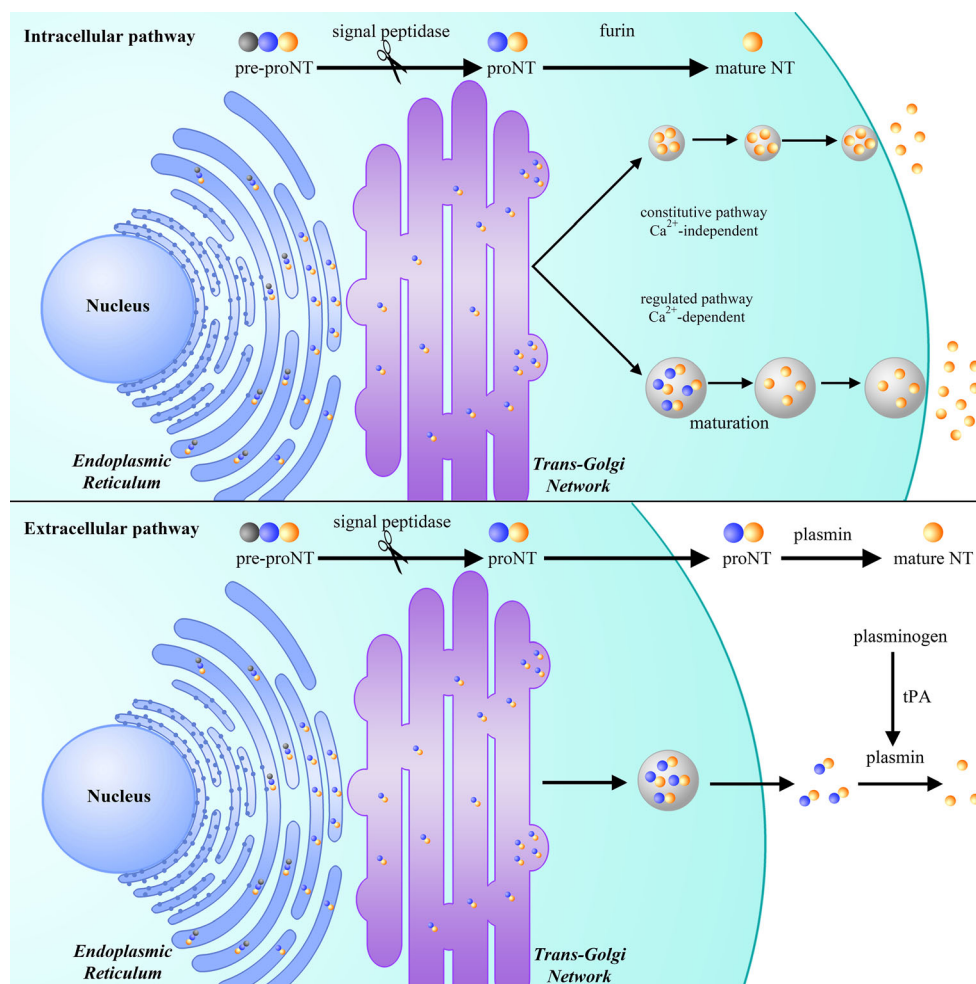 Intracellular pathway
signal peptidase
furin
pre-proNT
proNT
mature NT
constitutive pathway
Ca²⁺-independent
Nucleus
regulated pathway
Ca²⁺-dependent
maturation
Endoplasmic
Reticulum
Trans-Golgi
Network
Extracellular pathway
signal peptidase
plasmin
pre-proNT
proNT
proNT
mature NT
plasminogen
tPA
plasmin
Nucleus
Endoplasmic
Reticulum
Trans-Golgi
Network